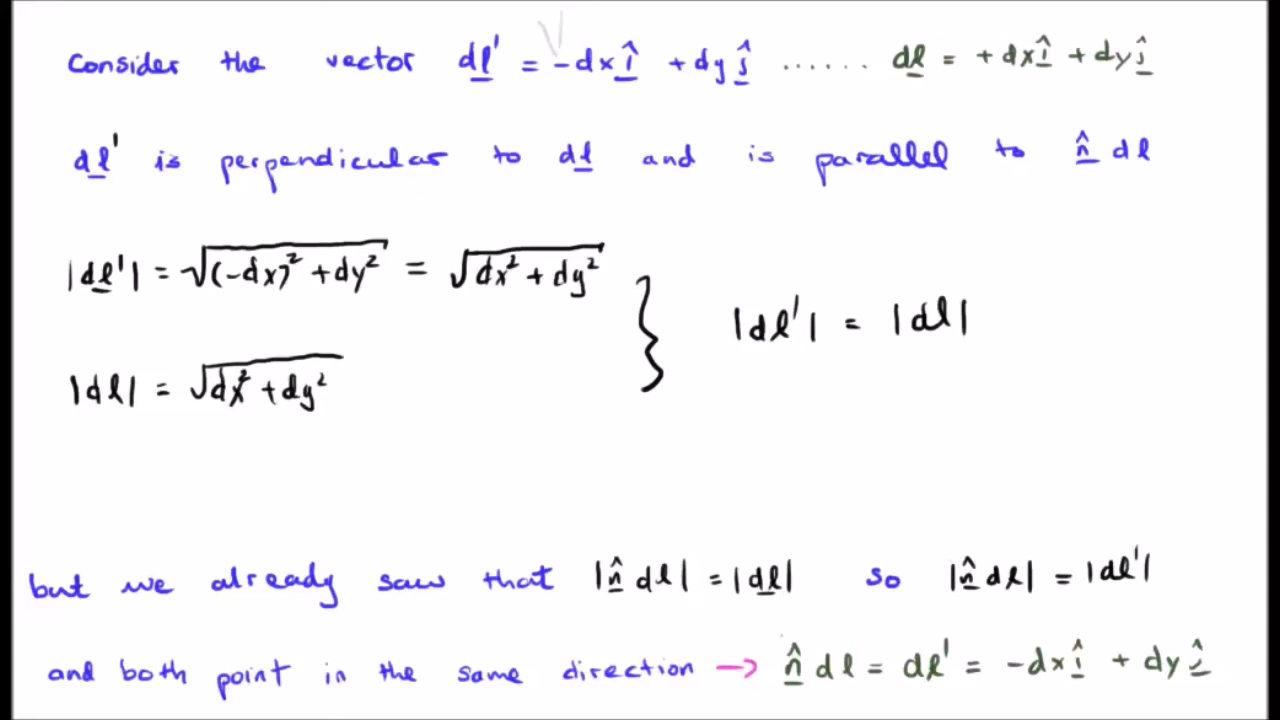 Consider the vector dl' = -dx î + dy ĵ ...... dl = +dx î + dy ĵ
dl' is perpendicular to dl and is parallel to n̂ dl
|dl'| = √((-dx)² + dy²) = √(dx² + dy²)
|dl'| = |dl|
|dl| = √(dx² + dy²)
but we already saw that |n̂ dl| = |dl| so |n̂ dl| = |dl'|
and both point in the same direction → n̂ dl = dl' = -dx î + dy ĵ